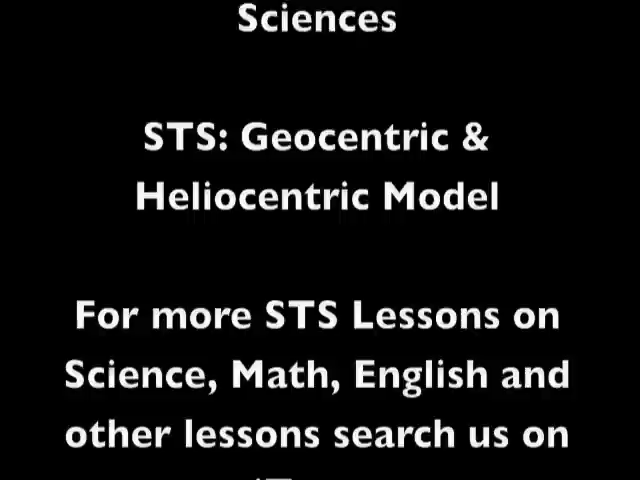 Sciences
STS: Geocentric &
Heliocentric Model
For more STS Lessons on
Science, Math, English and
other lessons search us on